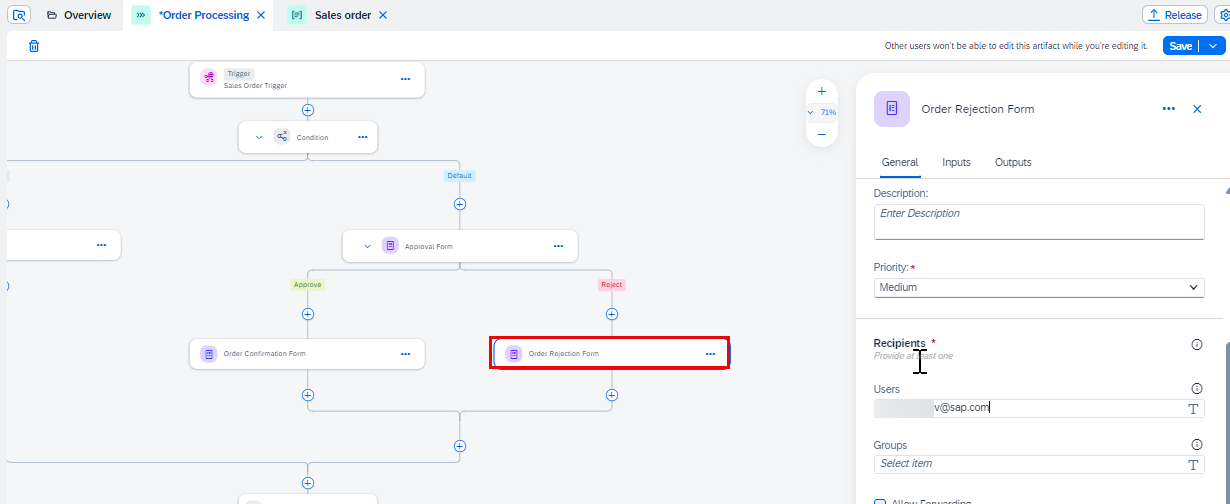 Overview
*Order Processing
Sales order
Release
Other users won't be able to edit this artifact while you're editing it.
Save
Trigger
Sales Order Trigger
Condition
71%
Default
Approval Form
Approve
Reject
Order Confirmation Form
Order Rejection Form
Order Rejection Form
General
Inputs
Outputs
Description:
Enter Description
Priority: *
Medium
Recipients *
Provide at least one
Users
v@sap.com
Groups
Select item
Allow Forwarding